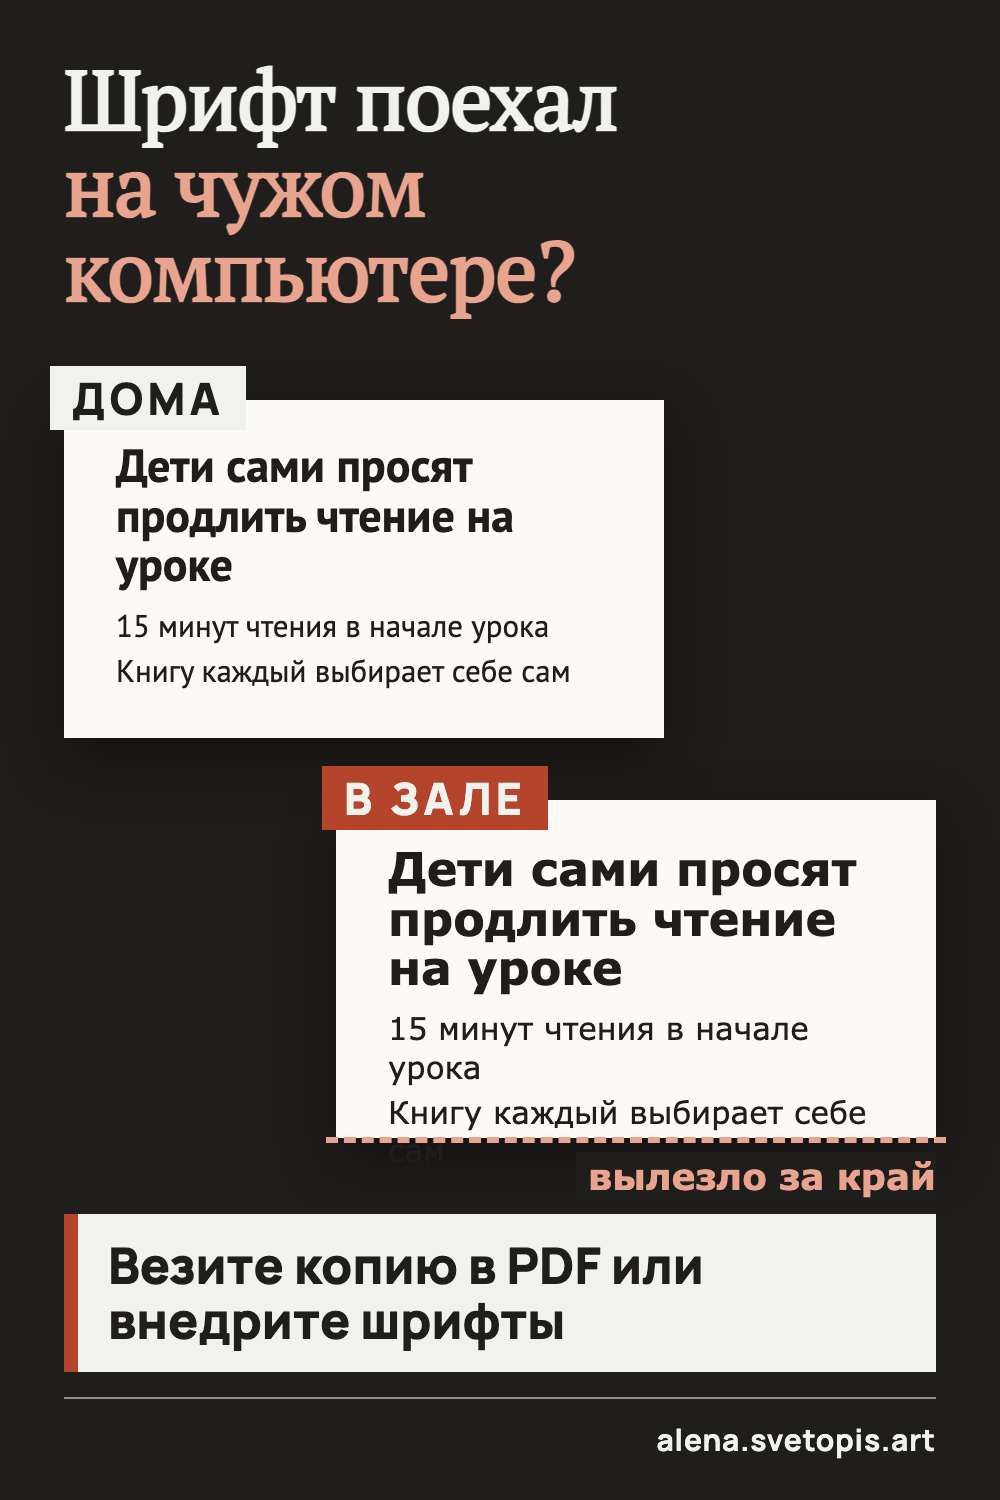 Шрифт поехал
на чужом
компьютере?
ДОМА
Дети сами просят
продлить чтение на
уроке
15 минут чтения в начале урока
Книгу каждый выбирает себе сам
В ЗАЛЕ
Дети сами просят
продлить чтение
на уроке
15 минут чтения в начале
урока
Книгу каждый выбирает себе
сам
вылезло за край
Везите копию в PDF или
внедрите шрифты
alena.svetopis.art